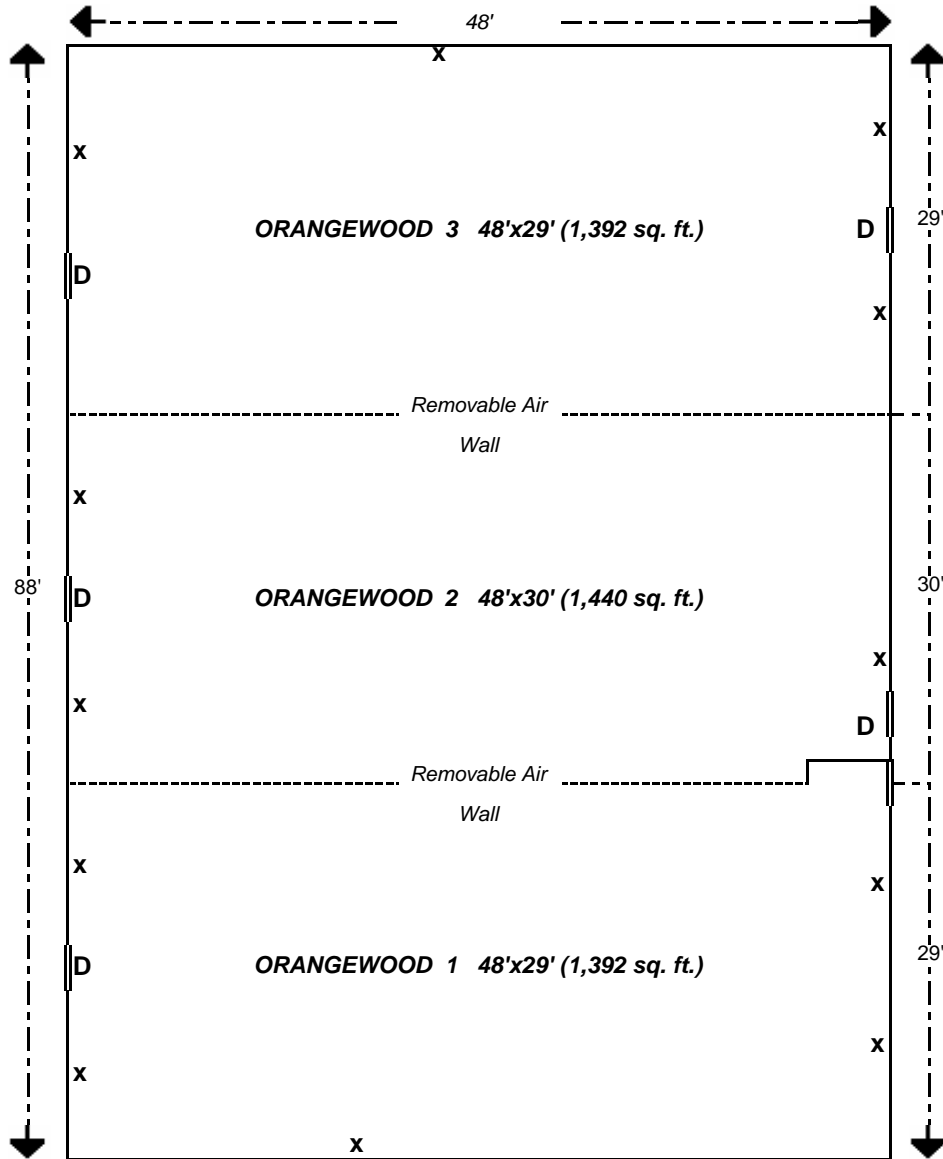 48'
x
x
x
29'
ORANGEWOOD 3 48'x29' (1,392 sq. ft.)
D
D
x
Removable Air
Wall
x
88'
D
ORANGEWOOD 2 48'x30' (1,440 sq. ft.)
30'
x
x
D
Removable Air
Wall
x
x
D
ORANGEWOOD 1 48'x29' (1,392 sq. ft.)
29'
x
x
x